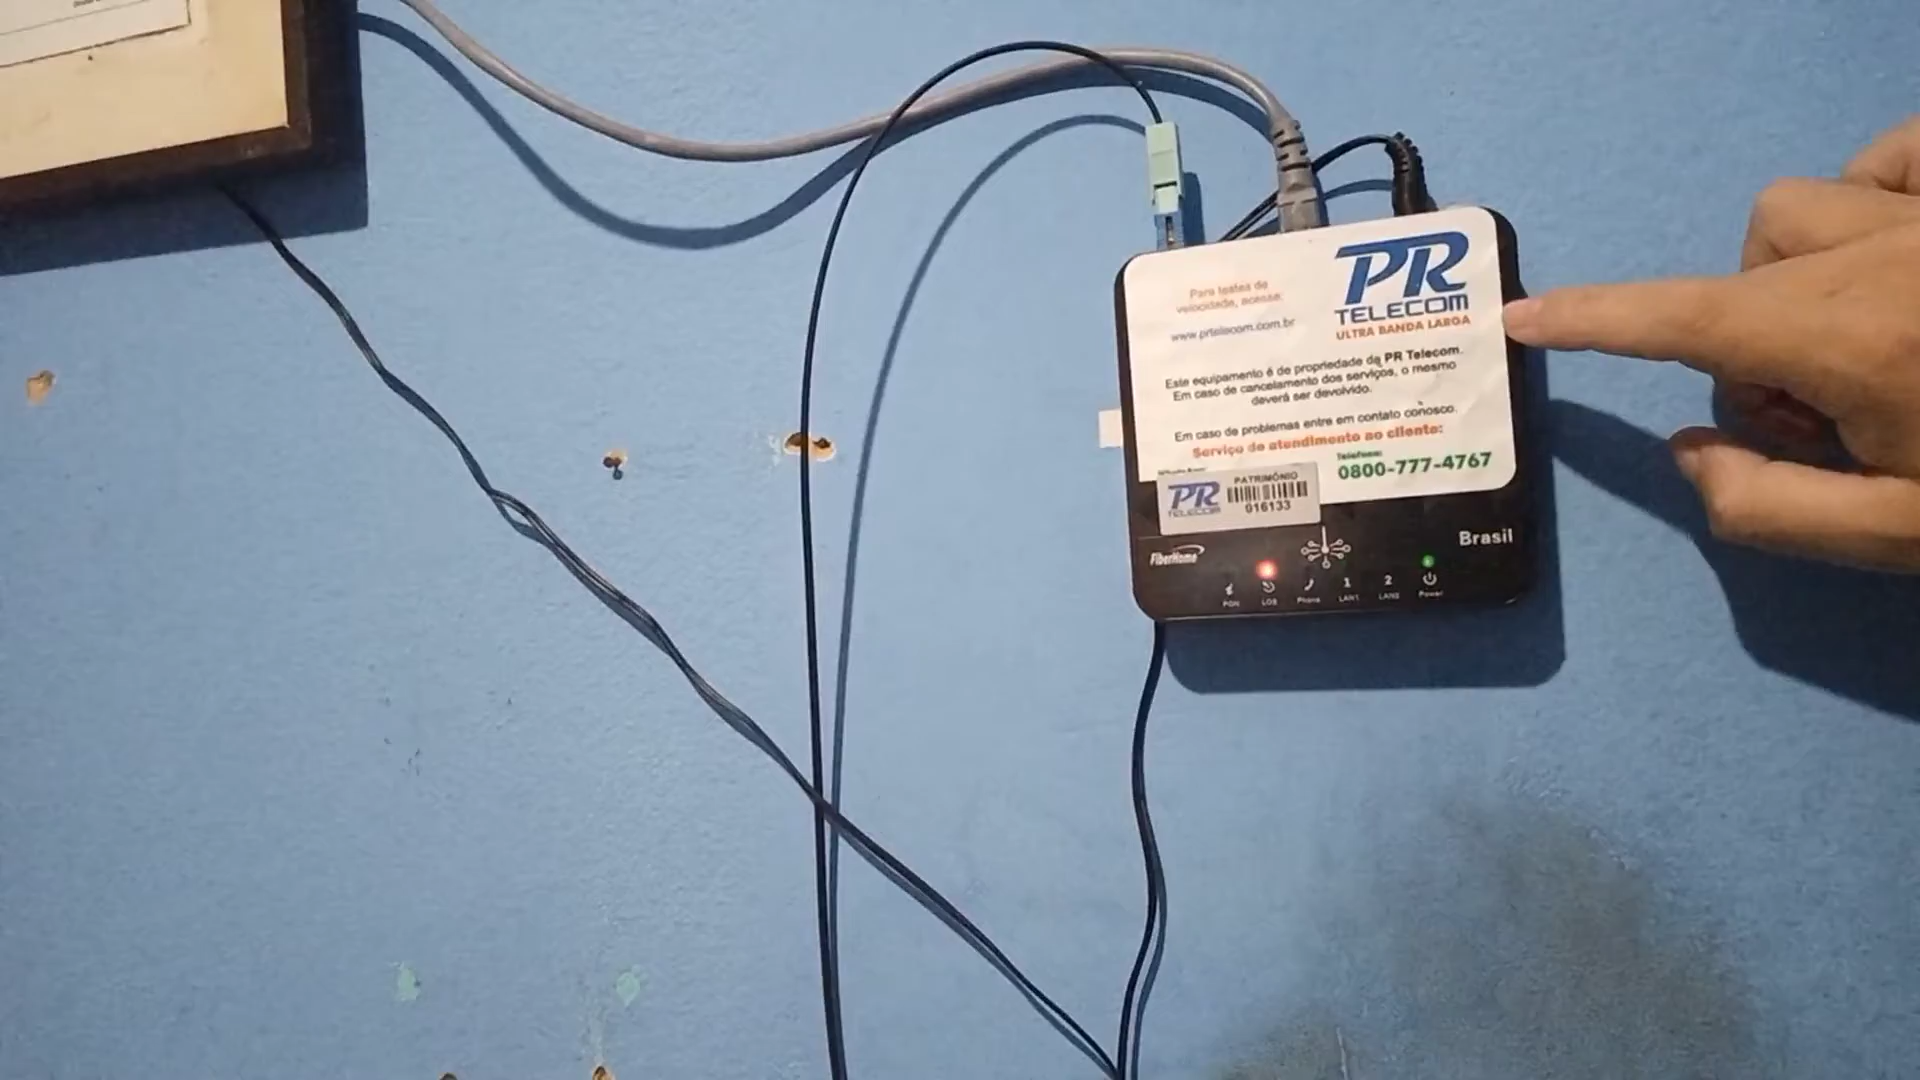 PR
TELECOM
ULTRA BANDA LARGA
Para testes de
velocidade, acesse:
www.prtelecom.com.br
Este equipamento é de propriedade da PR Telecom.
Em caso de cancelamento dos serviços, o mesmo
deverá ser devolvido.
Em caso de problemas entre em contato conosco.
Serviço de atendimento ao cliente:
Telefone:
0800-777-4767
PR
TELECOM
PATRIMÔNIO
016133
FiberHome
Brasil
1
2
PON
LOS
Phone
LAN1
LAN2
Power